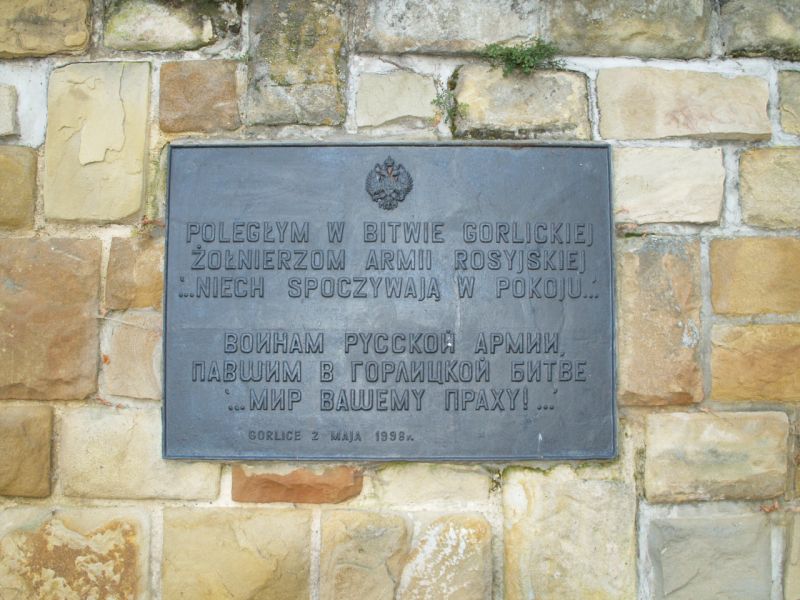 POLEGŁYM W BITWIE GORLICKIEJ
ŻOŁNIERZOM ARMII ROSYJSKIEJ
"...NIECH SPOCZYWAJĄ W POKOJU..."
ВОИНАМ РУССКОЙ АРМИИ,
ПАВШИМ В ГОРЛИЦКОЙ БИТВЕ
"...МИР ВАШЕМУ ПРАХУ!..."
GORLICE 2 MAJA 1998r.